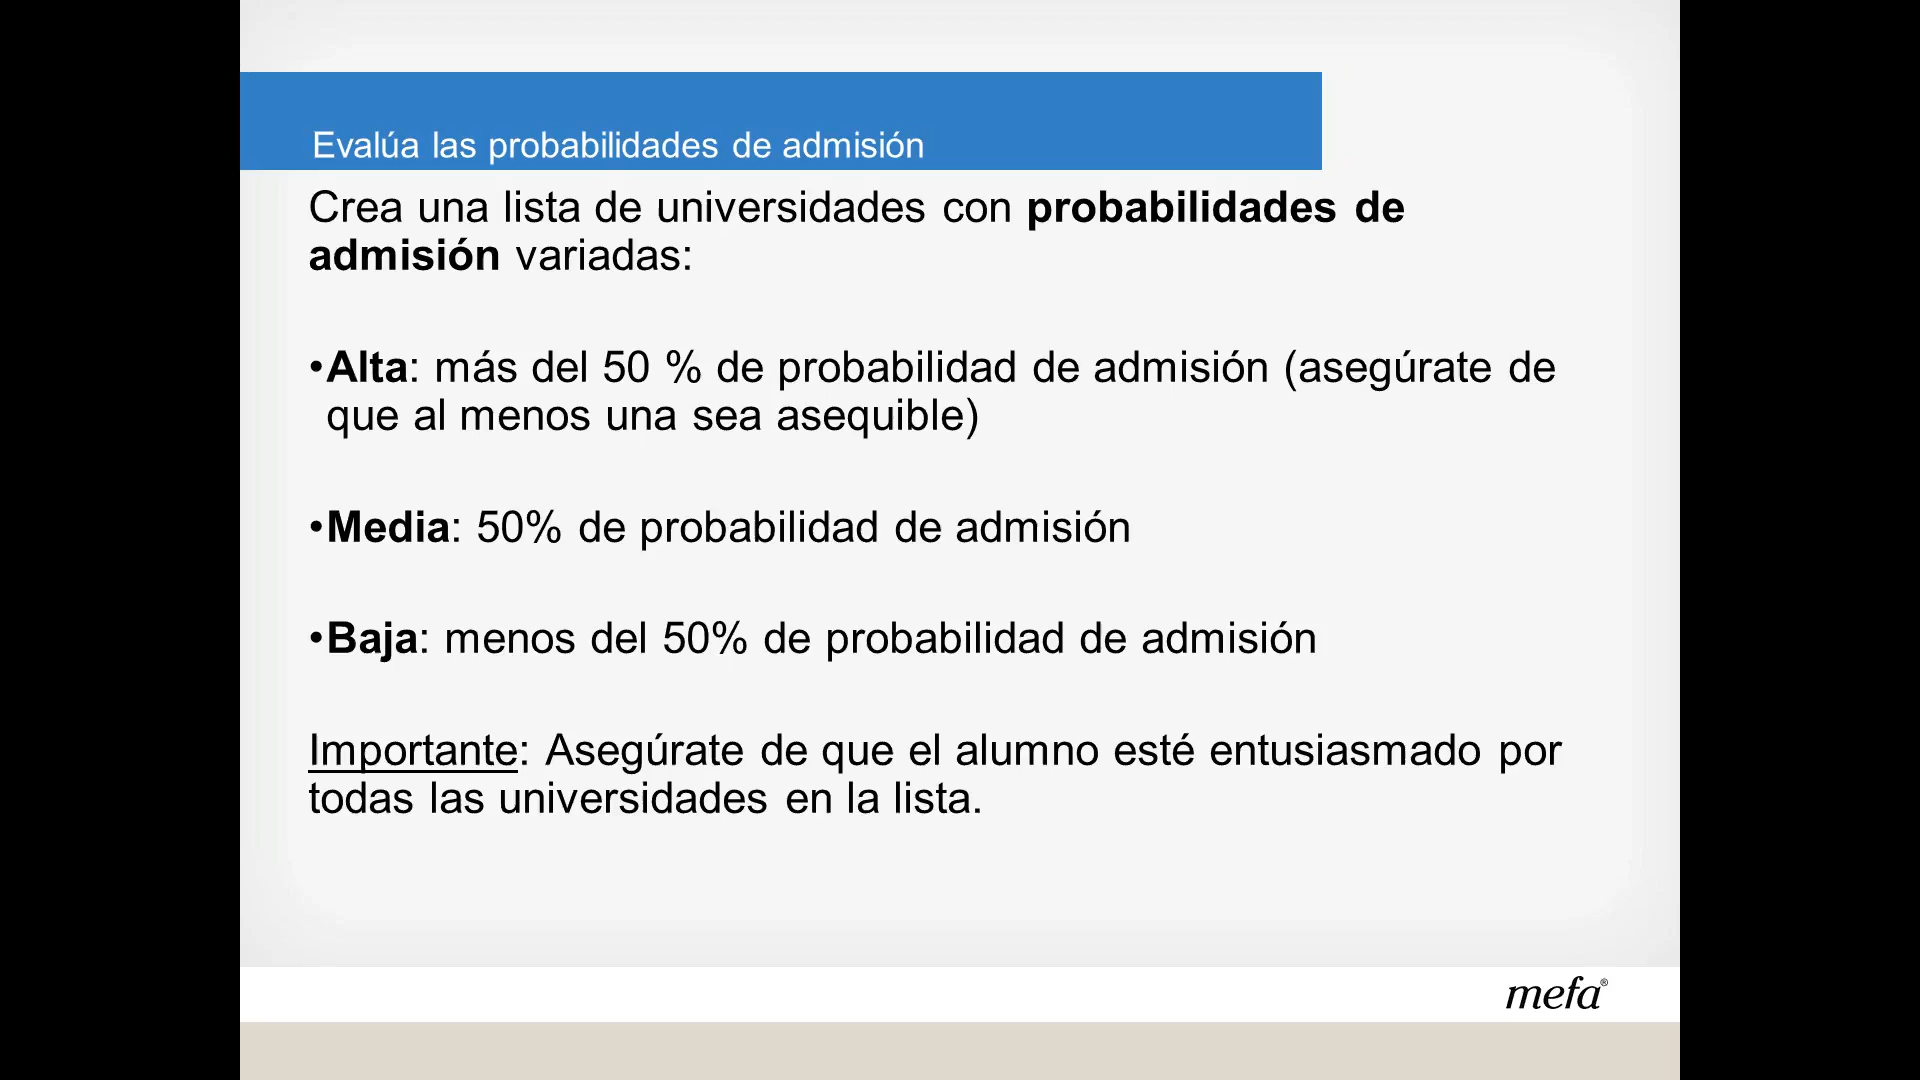 Evalúa las probabilidades de admisión
Crea una lista de universidades con probabilidades de
admisión variadas:
•Alta: más del 50 % de probabilidad de admisión (asegúrate de
que al menos una sea asequible)
•Media: 50% de probabilidad de admisión
•Baja: menos del 50% de probabilidad de admisión
Importante: Asegúrate de que el alumno esté entusiasmado por
todas las universidades en la lista.
mefa®